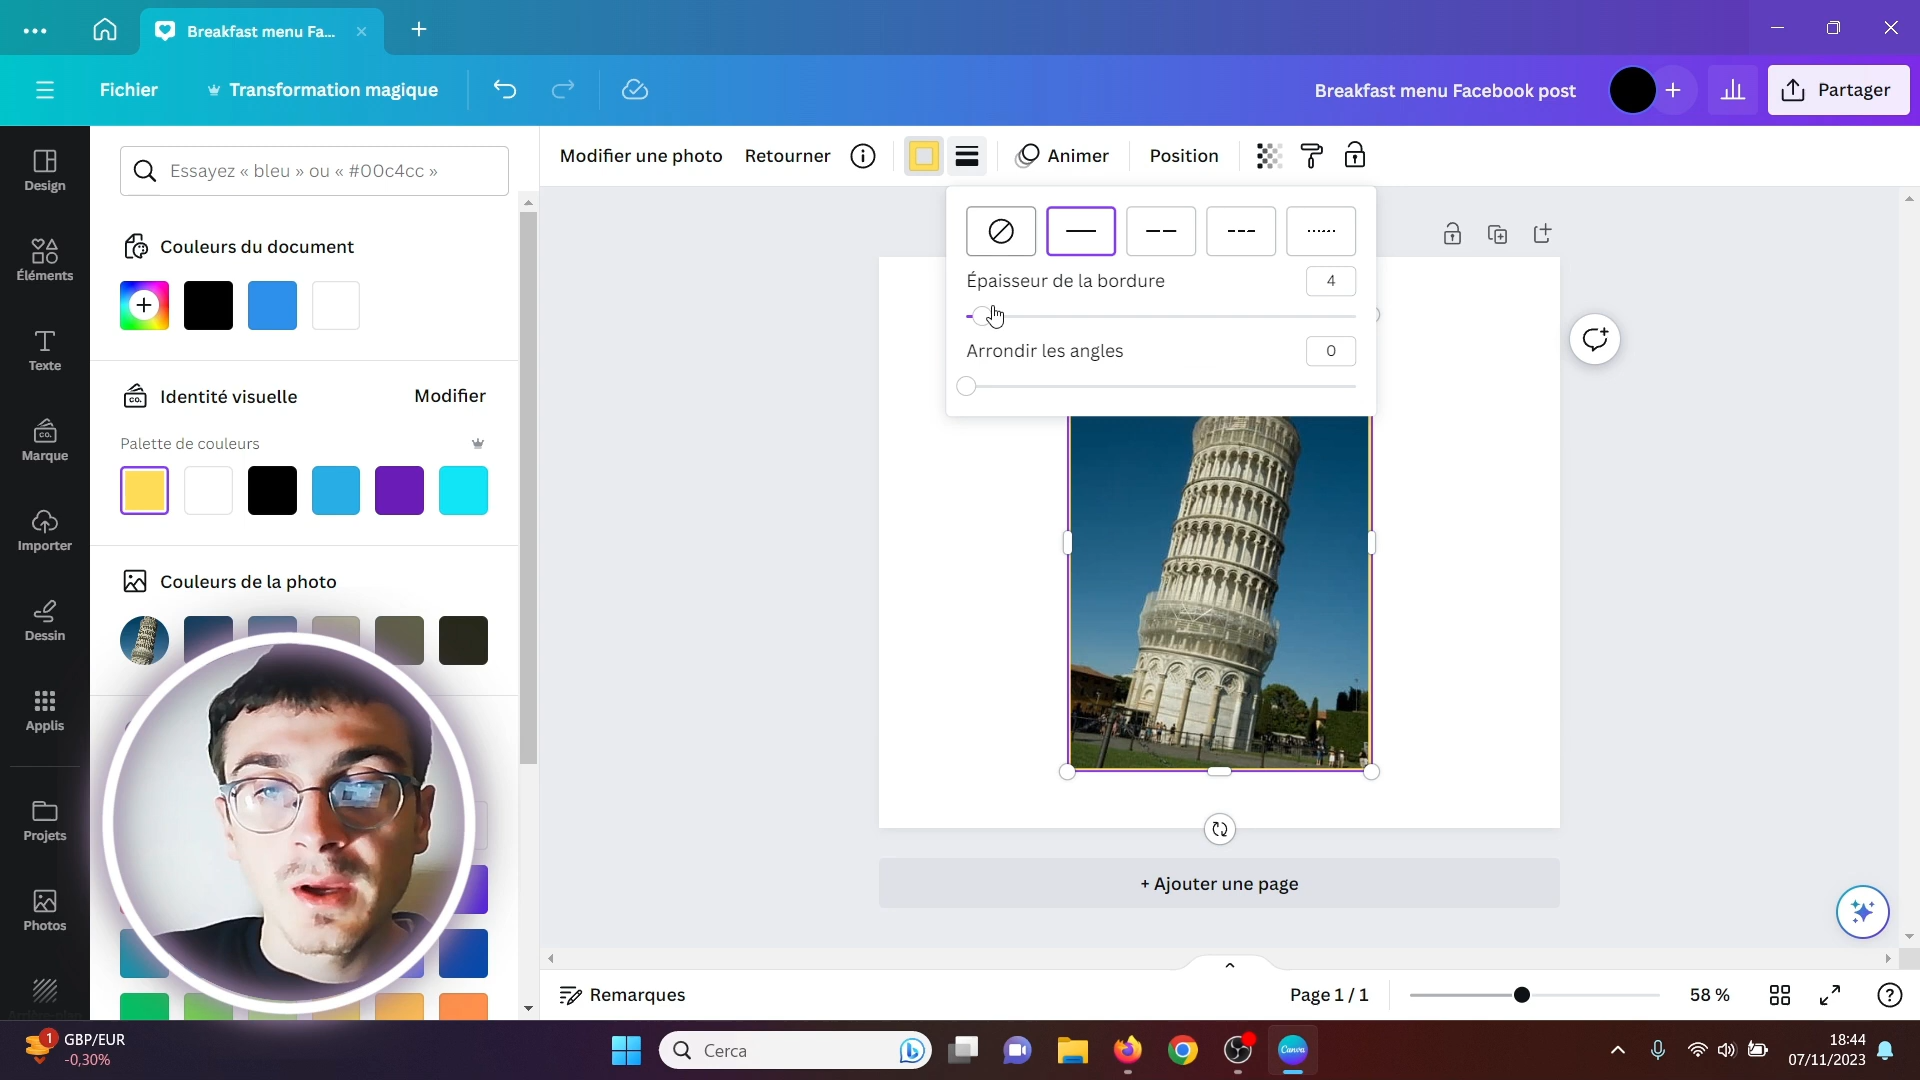 Breakfast menu Fa...
Fichier
Transformation magique
Breakfast menu Facebook post
Partager
Design
Éléments
Texte
Marque
Importer
Dessin
Applis
Projets
Photos
Essayez « bleu » ou « #00c4cc »
Couleurs du document
Identité visuelle
Modifier
Palette de couleurs
Couleurs de la photo
Modifier une photo
Retourner
Animer
Position
Épaisseur de la bordure
4
Arrondir les angles
0
+ Ajouter une page
Remarques
Page 1 / 1
58 %
1
GBP/EUR
-0,30%
Cerca
Canva
18:44
07/11/2023